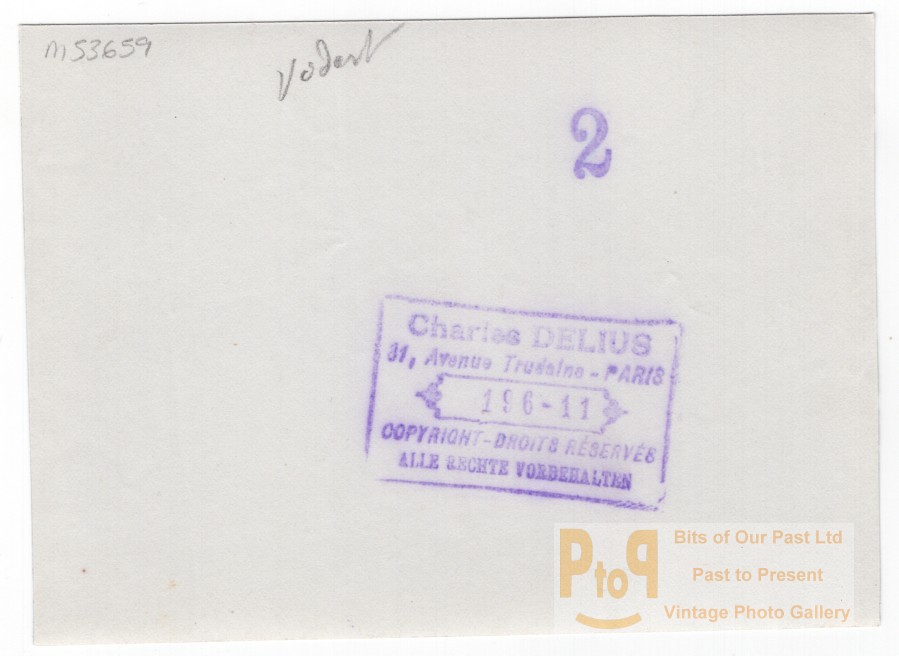 m53659
2
Charles DELIUS
31, Avenue Trudaine - PARIS
196-11
COPYRIGHT-DROITS RÉSERVÉS
ALLE RECHTE VORBEHALTEN
PtoP
Bits of Our Past Ltd
Past to Present
Vintage Photo Gallery